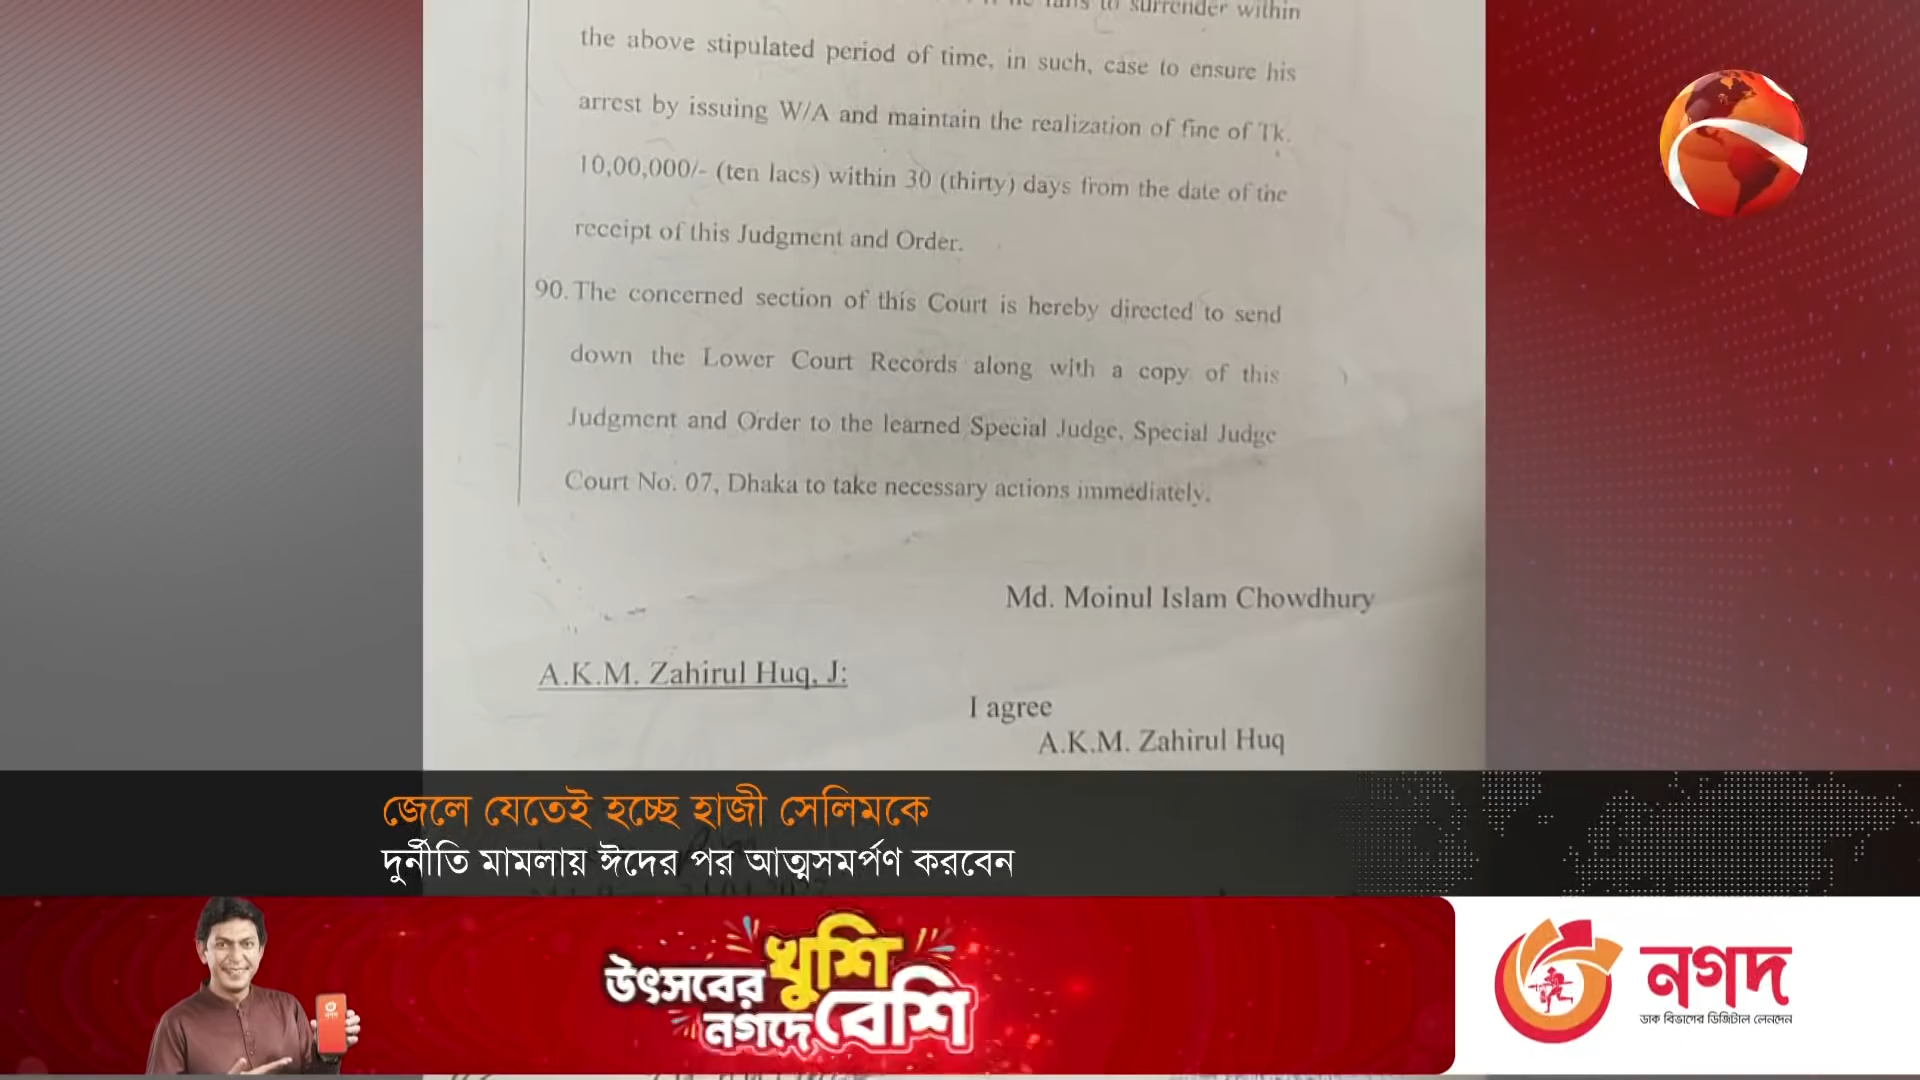 to surrender within
the above stipulated period of time, in such, case to ensure his
arrest by issuing W/A and maintain the realization of fine of Tk.
10,00,000/- (ten lacs) within 30 (thirty) days from the date of the
receipt of this Judgment and Order.
90. The concerned section of this Court is hereby directed to send
down the Lower Court Records along with a copy of this
Judgment and Order to the learned Special Judge, Special Judge
Court No. 07, Dhaka to take necessary actions immediately.
Md. Moinul Islam Chowdhury
A.K.M. Zahirul Huq, J:
I agree
A.K.M. Zahirul Huq
জেলে যেতেই হচ্ছে হাজী সেলিমকে
দুর্নীতি মামলায় ঈদের পর আত্মসমর্পণ করবেন
উৎসবের খুশি
নগদে বেশি
নগদ
ডাক বিভাগের ডিজিটাল লেনদেন